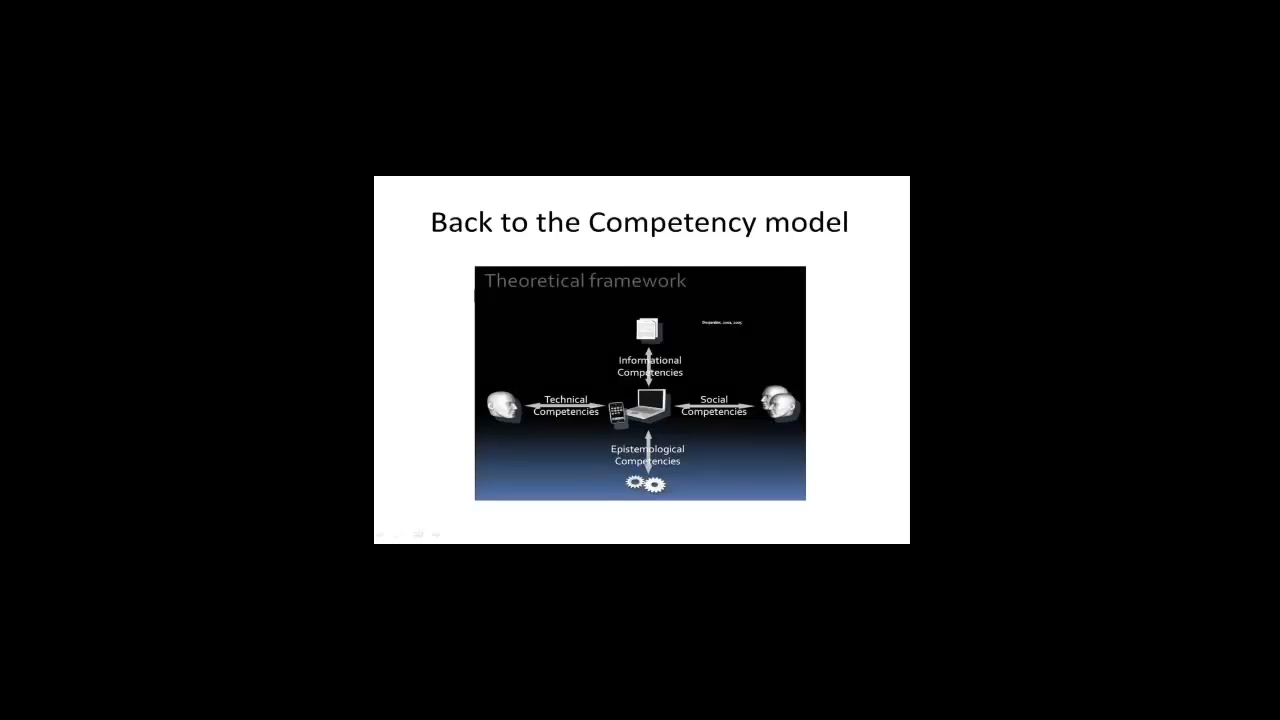 Back to the Competency model
Theoretical framework
Informational
Competencies
Technical
Competencies
Social
Competencies
Epistemological
Competencies